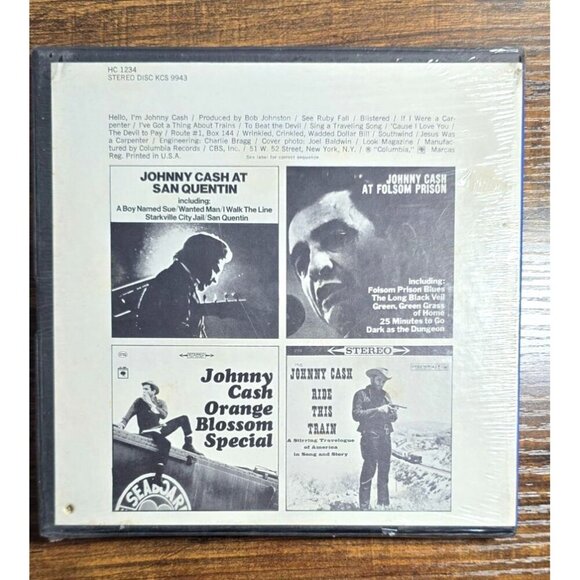 HC 1234
STEREO DISC KCS 9943
Hello, I'm Johnny Cash / Produced by Bob Johnston / See Ruby Fall / Blistered / If I Were a Car-
penter / I've Got a Thing About Trains / To Beat the Devil / Sing a Traveling Song / 'Cause I Love You /
The Devil to Pay / Route #1, Box 144 / Wrinkled, Crinkled, Wadded Dollar Bill / Southwind / Jesus Was
a Carpenter / Engineering: Charlie Bragg / Cover photo: Joel Baldwin / Look Magazine / Manufac-
tured by Columbia Records / CBS, Inc. / 51 W. 52 Street, New York, N.Y. / ® "Columbia," Marcas
Reg. Printed in U.S.A.
See label for correct sequence
JOHNNY CASH AT
SAN QUENTIN
including:
A Boy Named Sue/Wanted Man/I Walk The Line
Starkville City Jail/San Quentin
JOHNNY CASH
AT FOLSOM PRISON
including:
Folsom Prison Blues
The Long Black Veil
Green, Green Grass
of Home
25 Minutes to Go
Dark as the Dungeon
Johnny
Cash
Orange
Blossom
Special
SEABOAR
STEREO
JOHNNY CASH
RIDE
THIS
TRAIN
A Stirring Travelogue
of America
in Song and Story